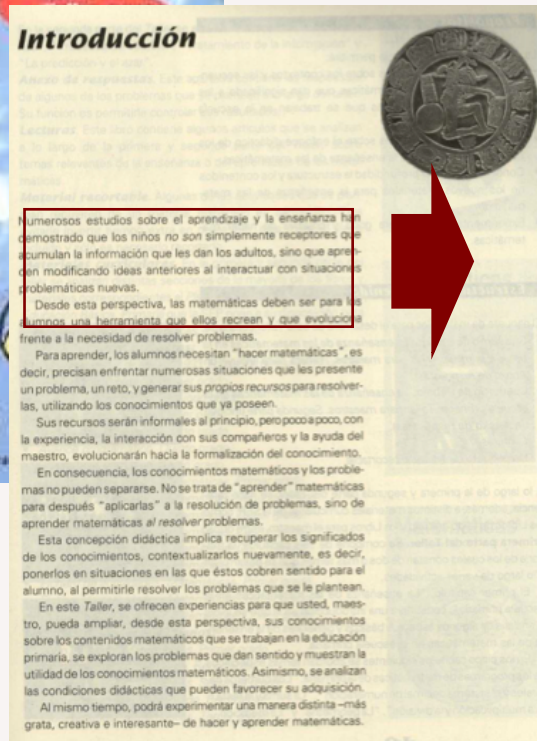 Introducción
Numerosos estudios sobre el aprendizaje y la enseñanza han
demostrado que los niños no son simplemente receptores que
acumulan la información que les dan los adultos, sino que apren-
den modificando ideas anteriores al interactuar con situaciones
problemáticas nuevas.
Desde esta perspectiva, las matemáticas deben ser para los
alumnos una herramienta que ellos recrean y que evoluciona
frente a la necesidad de resolver problemas.
Para aprender, los alumnos necesitan "hacer matemáticas", es
decir, precisan enfrentar numerosas situaciones que les presente
un problema, un reto, y generar sus propios recursos para resolver-
las, utilizando los conocimientos que ya poseen.
Sus recursos serán informales al principio, pero poco a poco, con
la experiencia, la interacción con sus compañeros y la ayuda del
maestro, evolucionarán hacia la formalización del conocimiento.
En consecuencia, los conocimientos matemáticos y los proble-
mas no pueden separarse. No se trata de "aprender" matemáticas
para después "aplicarlas" a la resolución de problemas, sino de
aprender matemáticas al resolver problemas.
Esta concepción didáctica implica recuperar los significados
de los conocimientos, contextualizarlos nuevamente, es decir,
ponerlos en situaciones en las que éstos cobren sentido para el
alumno, al permitirle resolver los problemas que se le plantean.
En este Taller, se ofrecen experiencias para que usted, maes-
tro, pueda ampliar, desde esta perspectiva, sus conocimientos
sobre los contenidos matemáticos que se trabajan en la educación
primaria, se exploran los problemas que dan sentido y muestran la
utilidad de los conocimientos matemáticos. Asimismo, se analizan
las condiciones didácticas que pueden favorecer su adquisición.
Al mismo tiempo, podrá experimentar una manera distinta –más
grata, creativa e interesante– de hacer y aprender matemáticas.